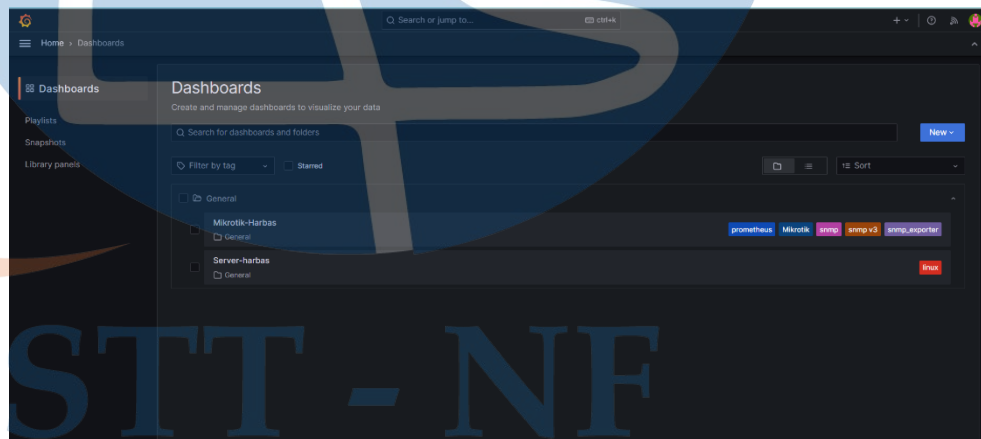 Search or jump to... ctrl+k
Home › Dashboards
Dashboards
Playlists
Snapshots
Library panels
Dashboards
Create and manage dashboards to visualize your data
Search for dashboards and folders
New
Filter by tag
Starred
Sort
General
Mikrotik-Harbas
General
prometheus Mikrotik snmp snmp v3 snmp_exporter
Server-harbas
General
linux
STT - NF